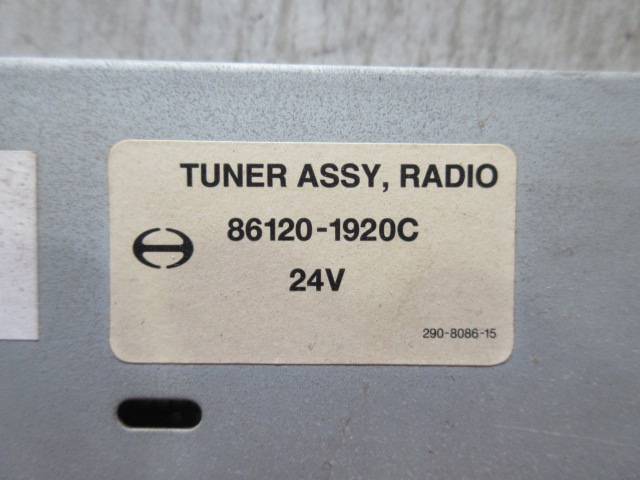 TUNER ASSY, RADIO
86120-1920C
24V
290-8086-15